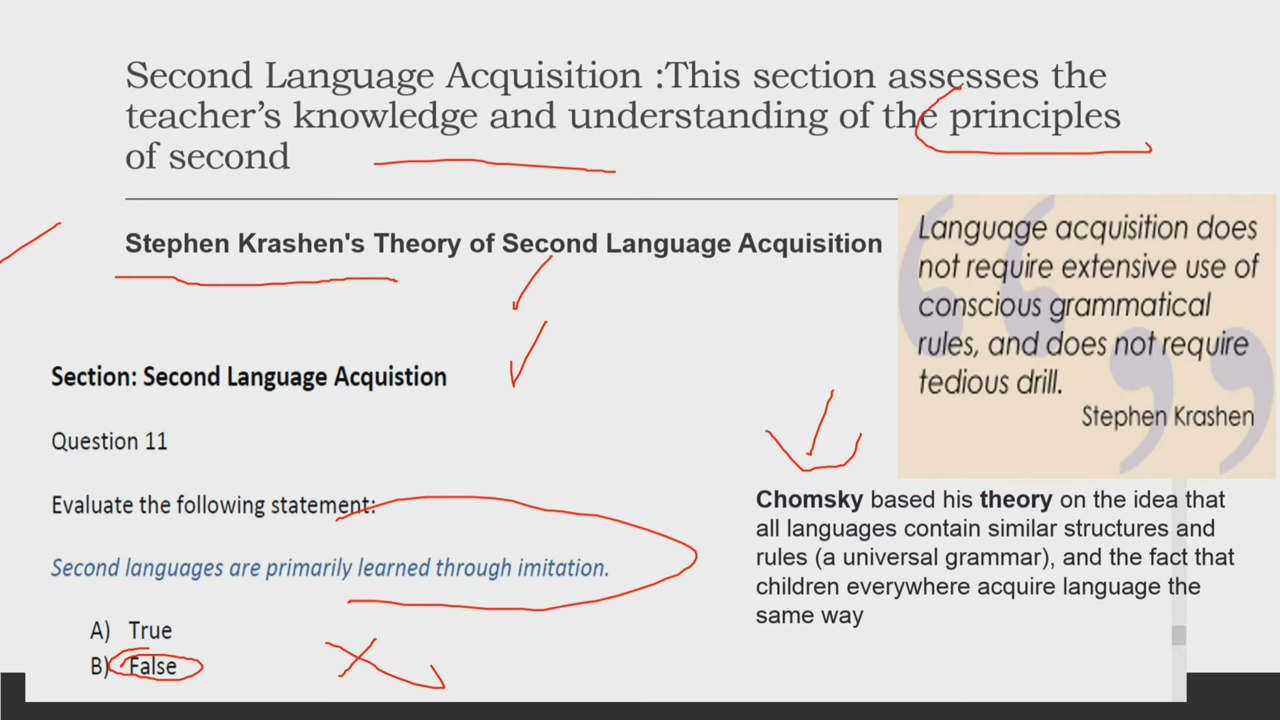 Second Language Acquisition :This section assesses the
teacher's knowledge and understanding of the principles
of second
Stephen Krashen's Theory of Second Language Acquisition
Language acquisition does
not require extensive use of
conscious grammatical
rules, and does not require
tedious drill.
Stephen Krashen
Section: Second Language Acquistion
Question 11
Evaluate the following statement:
Second languages are primarily learned through imitation.
A) True
B) False
Chomsky based his theory on the idea that
all languages contain similar structures and
rules (a universal grammar), and the fact that
children everywhere acquire language the
same way